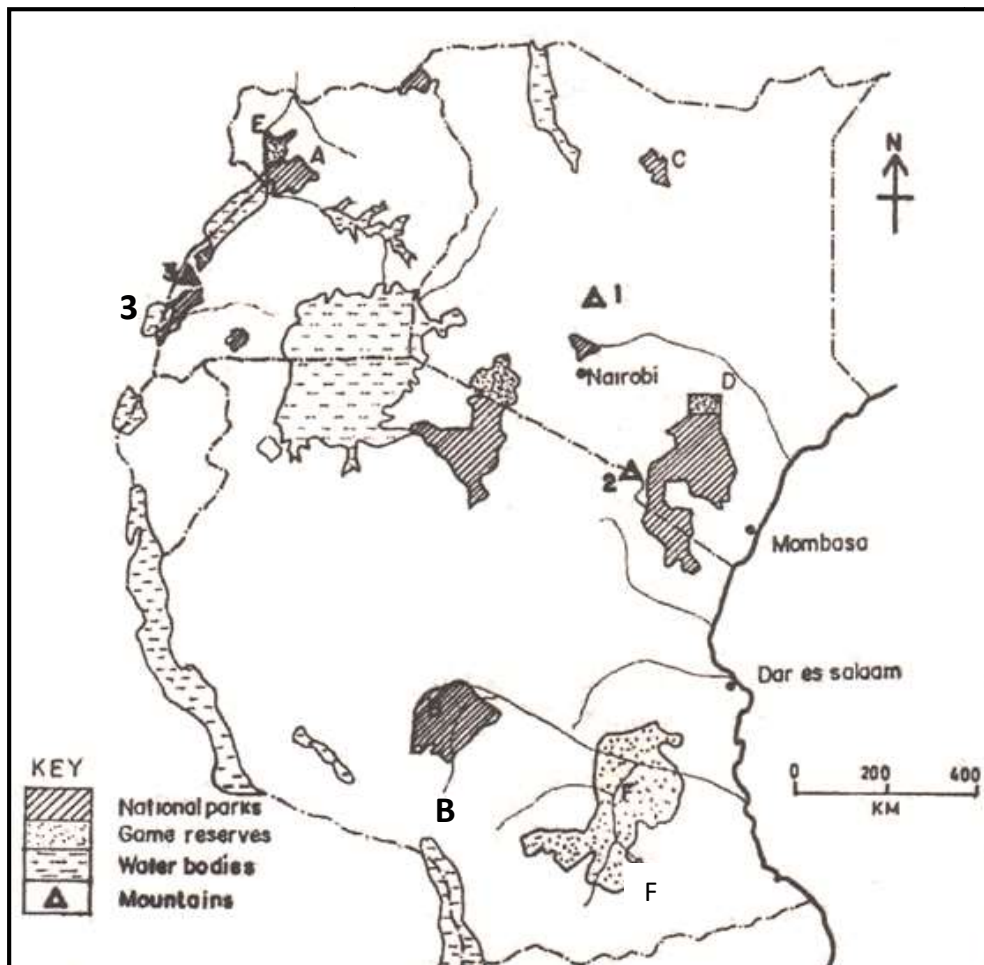 E
A
C
N
3
3
1
Nairobi
D
2
Mombasa
Dar es salaam
B
F
F
KEY
National parks
Game reserves
Water bodies
Mountains
0 200 400
KM